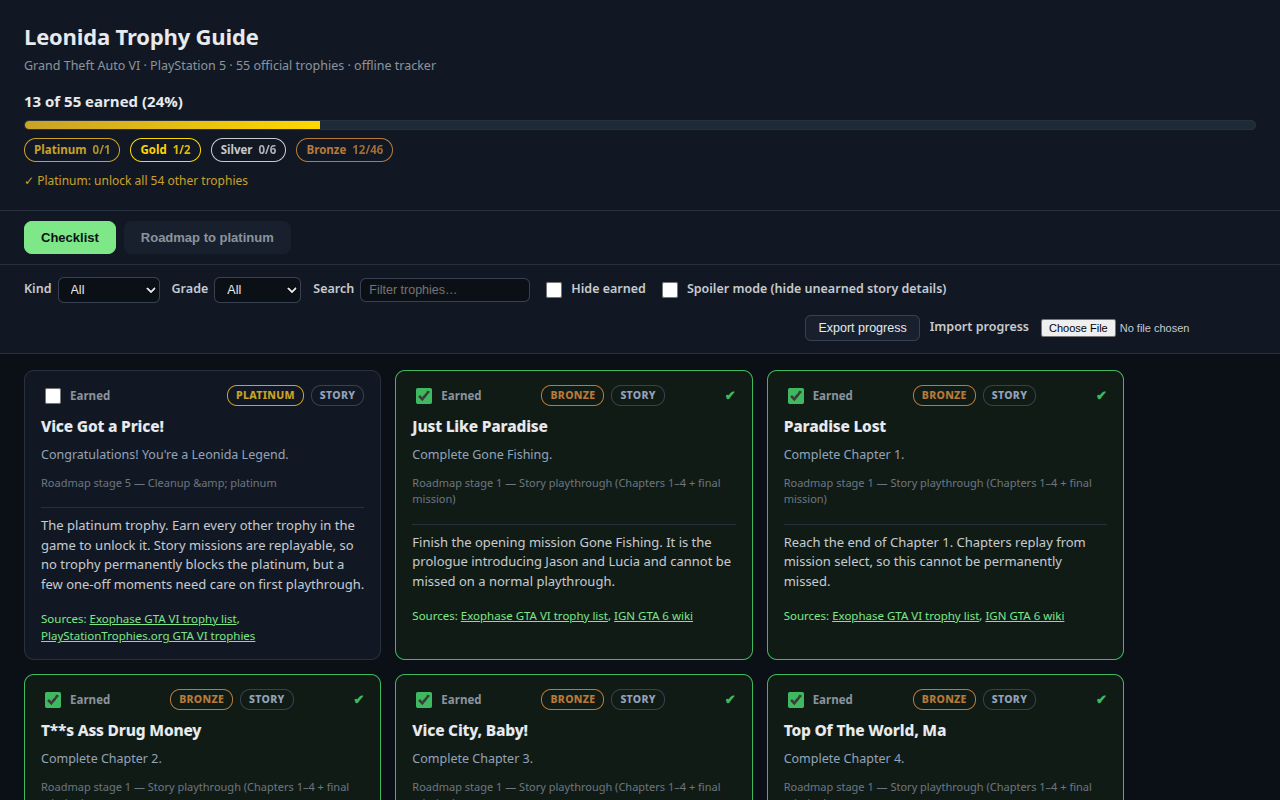 Leonida Trophy Guide
Grand Theft Auto VI · PlayStation 5 · 55 official trophies · offline tracker
13 of 55 earned (24%)
Platinum 0/1 Gold 1/2 Silver 0/6 Bronze 12/46
✓ Platinum: unlock all 54 other trophies
Checklist Roadmap to platinum
Kind All Grade All Search Filter trophies… Hide earned Spoiler mode (hide unearned story details)
Export progress Import progress Choose File No file chosen
Earned PLATINUM STORY
Vice Got a Price!
Congratulations! You're a Leonida Legend.
Roadmap stage 5 — Cleanup &amp; platinum
The platinum trophy. Earn every other trophy in the
game to unlock it. Story missions are replayable, so
no trophy permanently blocks the platinum, but a
few one-off moments need care on first playthrough.
Sources: Exophase GTA VI trophy list,
PlayStationTrophies.org GTA VI trophies
Earned BRONZE STORY ✔
Just Like Paradise
Complete Gone Fishing.
Roadmap stage 1 — Story playthrough (Chapters 1–4 + final
mission)
Finish the opening mission Gone Fishing. It is the
prologue introducing Jason and Lucia and cannot be
missed on a normal playthrough.
Sources: Exophase GTA VI trophy list, IGN GTA 6 wiki
Earned BRONZE STORY ✔
Paradise Lost
Complete Chapter 1.
Roadmap stage 1 — Story playthrough (Chapters 1–4 + final
mission)
Reach the end of Chapter 1. Chapters replay from
mission select, so this cannot be permanently
missed.
Sources: Exophase GTA VI trophy list, IGN GTA 6 wiki
Earned BRONZE STORY ✔
T**s Ass Drug Money
Complete Chapter 2.
Roadmap stage 1 — Story playthrough (Chapters 1–4 + final
Earned BRONZE STORY ✔
Vice City, Baby!
Complete Chapter 3.
Roadmap stage 1 — Story playthrough (Chapters 1–4 + final
Earned BRONZE STORY ✔
Top Of The World, Ma
Complete Chapter 4.
Roadmap stage 1 — Story playthrough (Chapters 1–4 + final